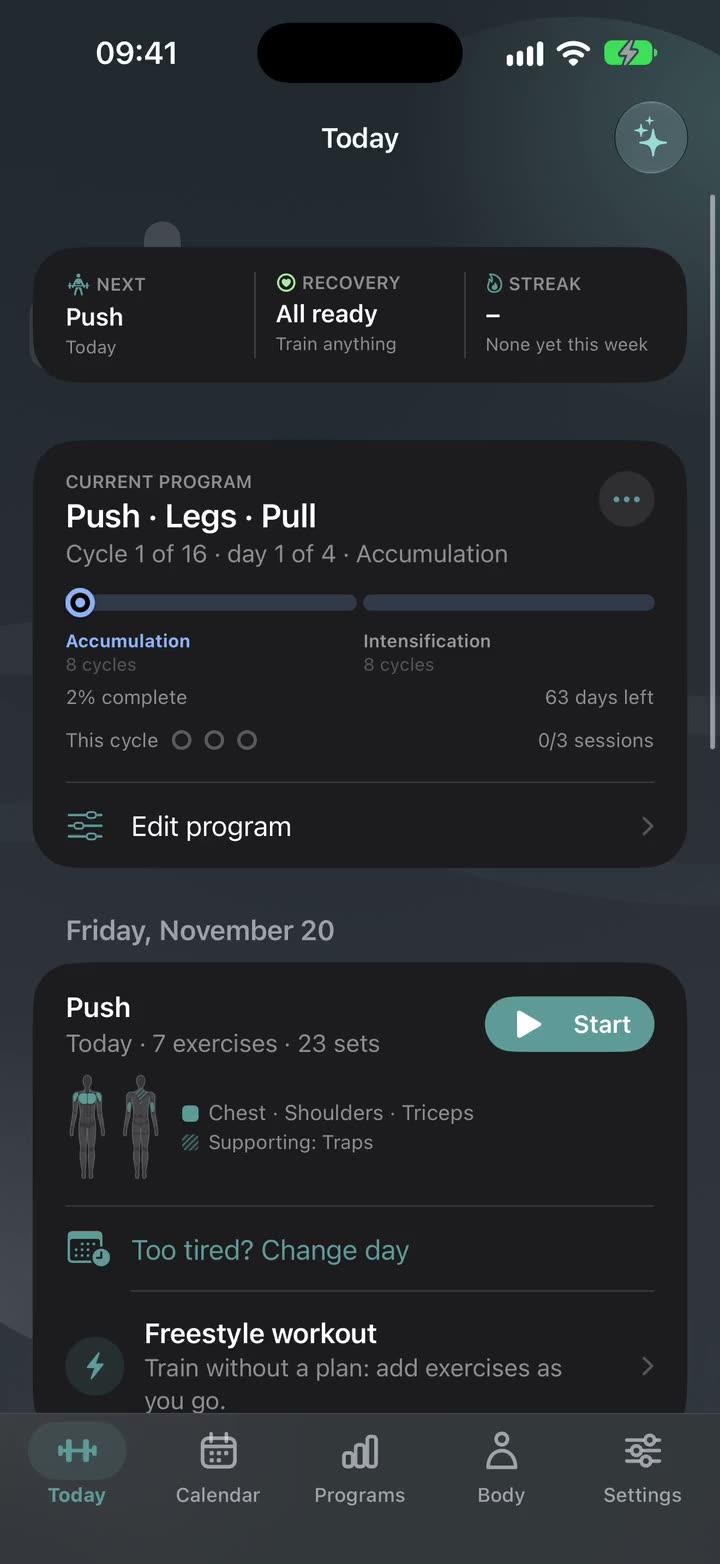 09:41
Today
NEXT
Push
Today
RECOVERY
All ready
Train anything
STREAK
–
None yet this week
CURRENT PROGRAM
Push · Legs · Pull
Cycle 1 of 16 · day 1 of 4 · Accumulation
Accumulation
8 cycles
Intensification
8 cycles
2% complete
63 days left
This cycle
0/3 sessions
Edit program
Friday, November 20
Push
Today · 7 exercises · 23 sets
Start
Chest · Shoulders · Triceps
Supporting: Traps
Too tired? Change day
Freestyle workout
Train without a plan: add exercises as
you go.
Today
Calendar
Programs
Body
Settings